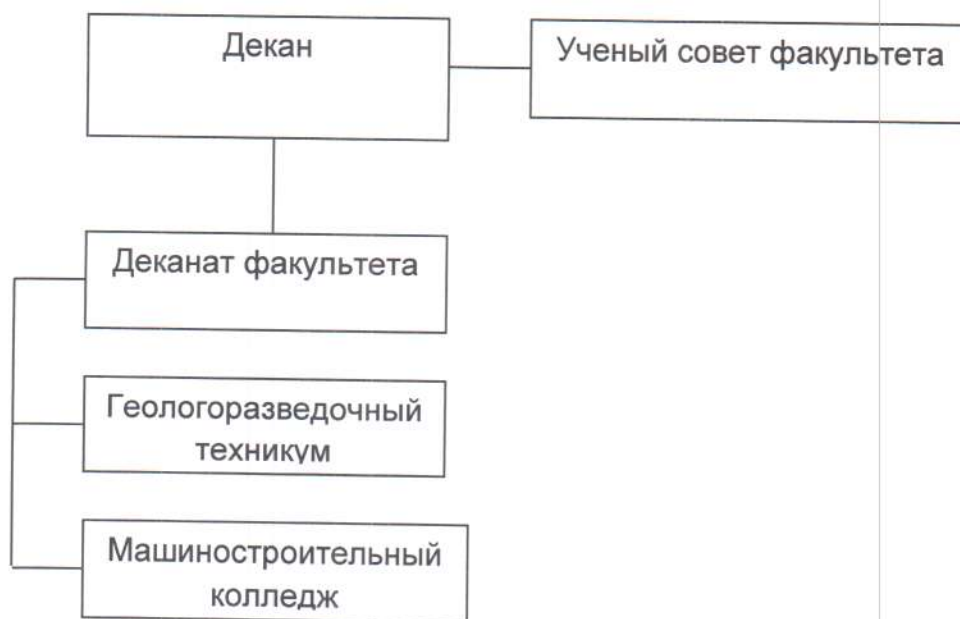 Декан
Ученый совет факультета
Деканат факультета
Геологоразведочный
техникум
Машиностроительный
колледж